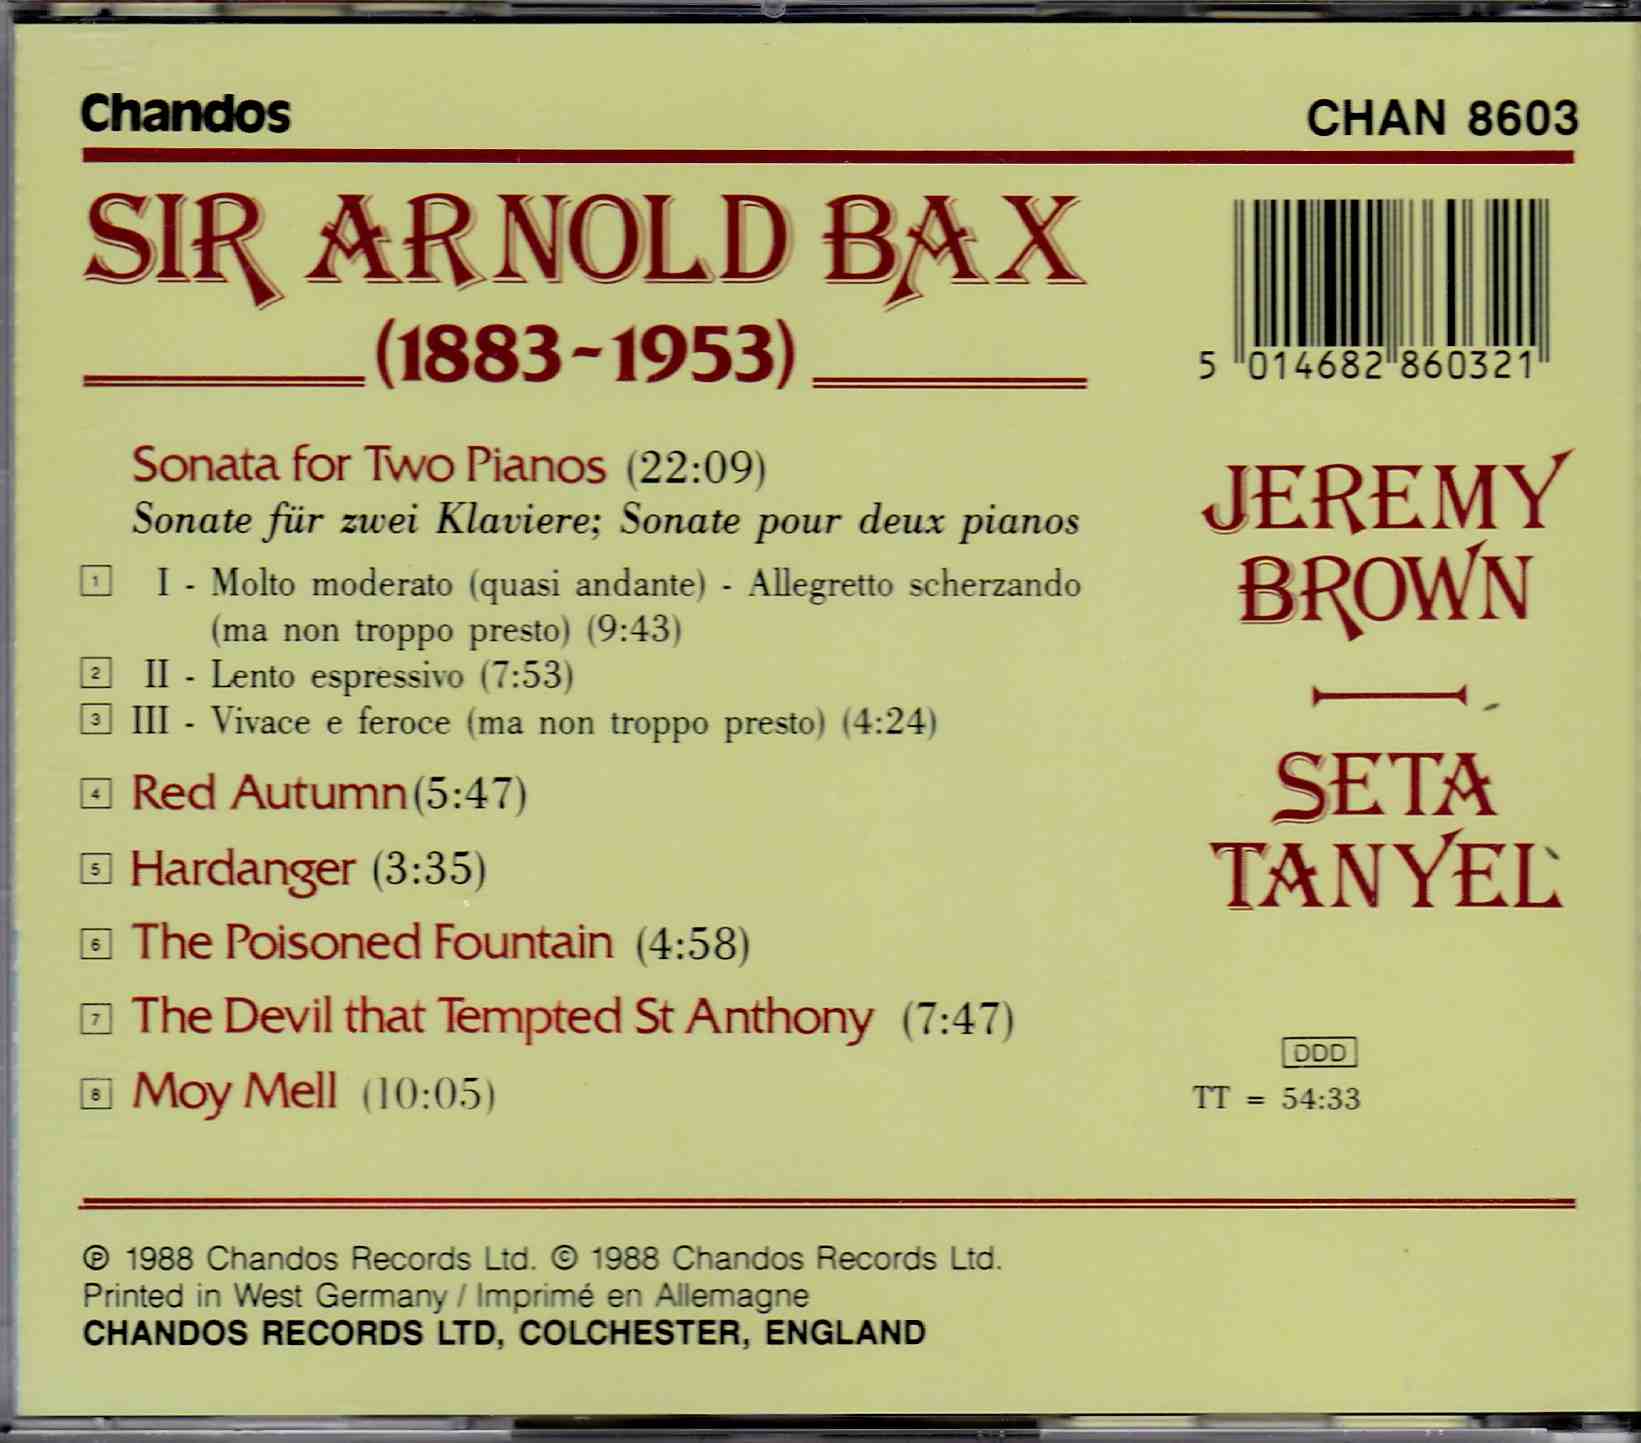 Chandos
CHAN 8603
SIR ARNOLD BAX
(1883-1953)
5 014682 860321
Sonata for Two Pianos (22:09)
Sonate für zwei Klaviere; Sonate pour deux pianos
1 I - Molto moderato (quasi andante) - Allegretto scherzando
(ma non troppo presto) (9:43)
2 II - Lento espressivo (7:53)
3 III - Vivace e feroce (ma non troppo presto) (4:24)
4 Red Autumn (5:47)
5 Hardanger (3:35)
6 The Poisoned Fountain (4:58)
7 The Devil that Tempted St Anthony (7:47)
8 Moy Mell (10:05)
JEREMY
BROWN
SETA
TANYEL
DDD
TT = 54:33
℗ 1988 Chandos Records Ltd. © 1988 Chandos Records Ltd.
Printed in West Germany / Imprimé en Allemagne
CHANDOS RECORDS LTD, COLCHESTER, ENGLAND